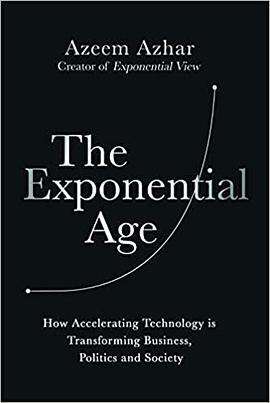 Azeem Azhar
Creator of Exponential View
The
Exponential
Age
How Accelerating Technology is
Transforming Business,
Politics and Society